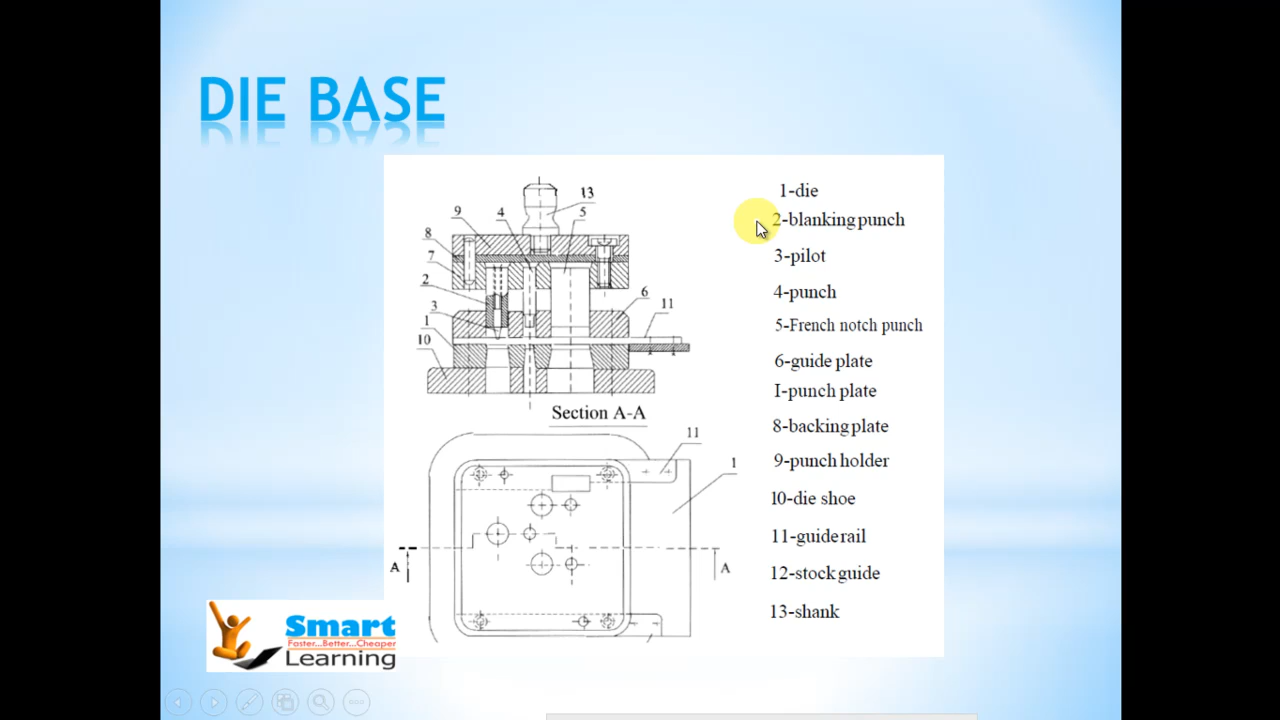 DIE BASE
13
9
4
5
8
7
2
6
3
11
1
10
Section A-A
11
1
A
A
1-die
2-blanking punch
3-pilot
4-punch
5-French notch punch
6-guide plate
I-punch plate
8-backing plate
9-punch holder
l0-die shoe
11-guide rail
12-stock guide
13-shank
Smart
Faster...Better...Cheaper
Learning